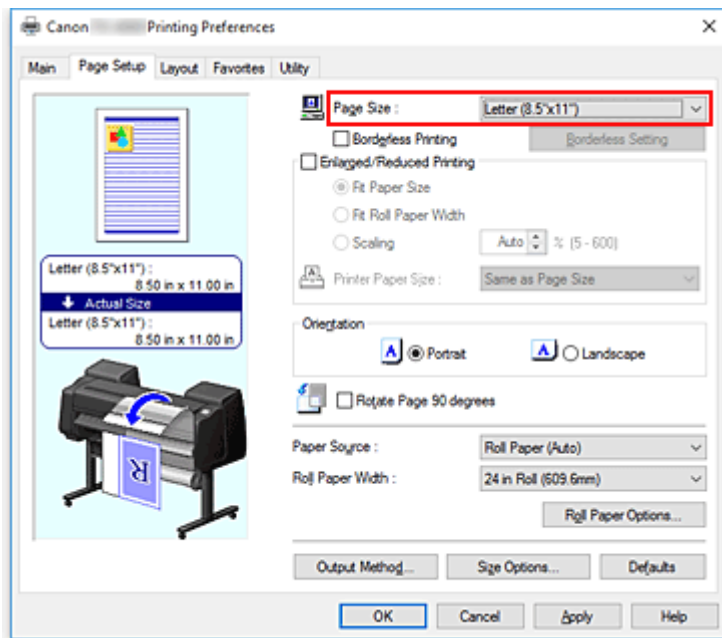 Canon Printing Preferences
Main Page Setup Layout Favorites Utility
Page Size : Letter (8.5"x11")
Borderless Printing Borderless Setting
Enlarged/Reduced Printing
Fit Paper Size
Fit Roll Paper Width
Scaling Auto % (5 - 600)
Printer Paper Size : Same as Page Size
Letter (8.5"x11") :
8.50 in x 11.00 in
Actual Size
Letter (8.5"x11") :
8.50 in x 11.00 in
Orientation
A Portrait A Landscape
Rotate Page 90 degrees
R
Paper Source : Roll Paper (Auto)
Roll Paper Width : 24 in Roll (609.6mm)
Roll Paper Options...
Output Method... Size Options... Defaults
OK Cancel Apply Help